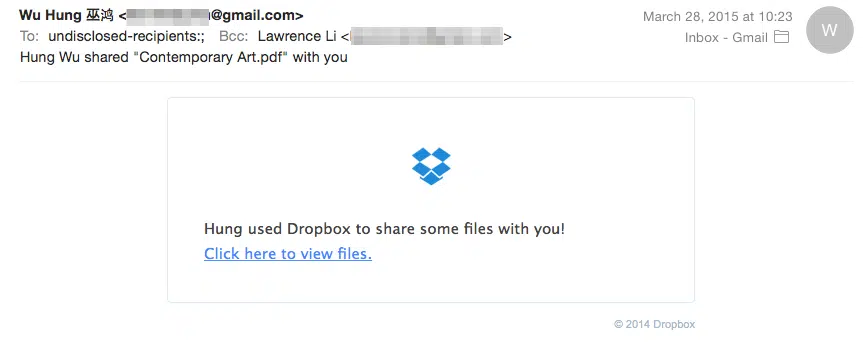 Wu Hung 巫鸿 <@gmail.com>
March 28, 2015 at 10:23
To: undisclosed-recipients:; Bcc: Lawrence Li < >
Inbox - Gmail
W
Hung Wu shared "Contemporary Art.pdf" with you
Hung used Dropbox to share some files with you!
Click here to view files.
© 2014 Dropbox